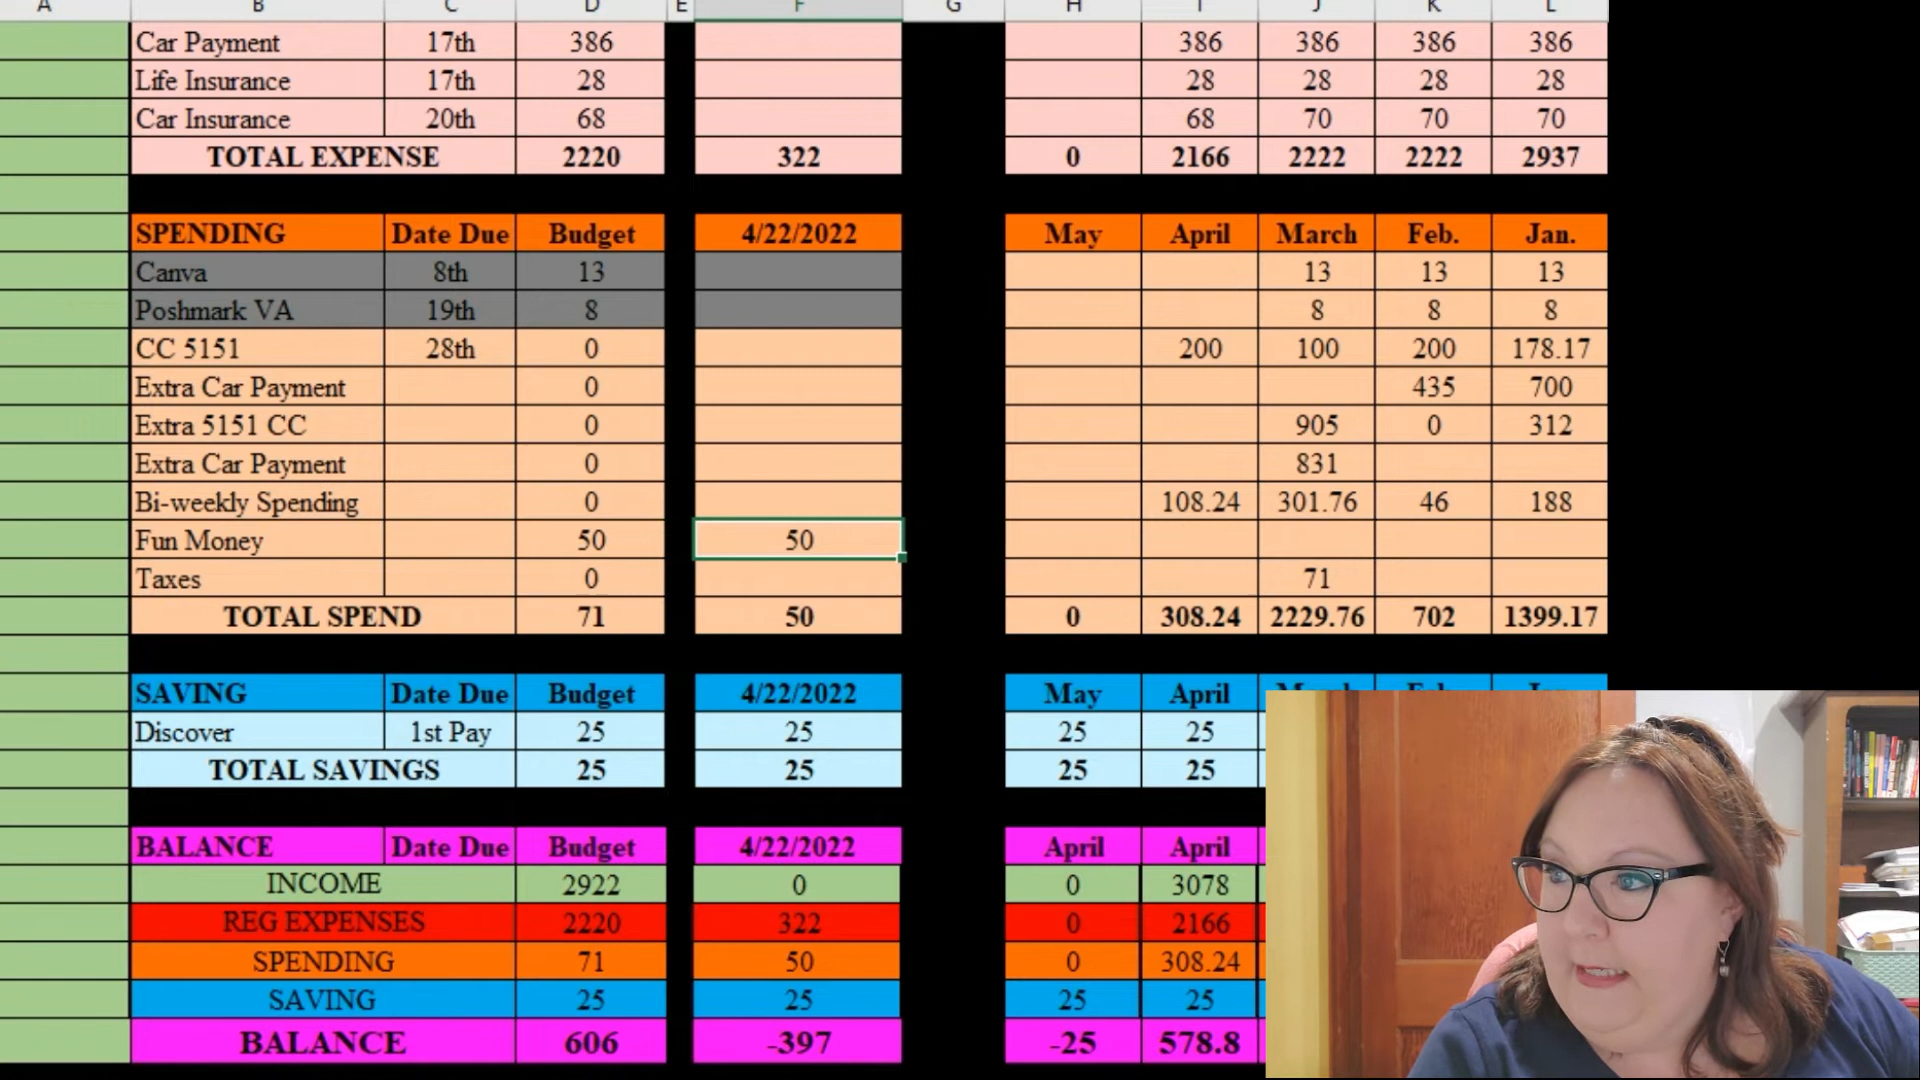 A B C D E F G H I J K L
Car Payment 17th 386 386 386 386 386
Life Insurance 17th 28 28 28 28 28
Car Insurance 20th 68 68 70 70 70
TOTAL EXPENSE 2220 322 0 2166 2222 2222 2937
SPENDING Date Due Budget 4/22/2022 May April March Feb. Jan.
Canva 8th 13 13 13 13
Poshmark VA 19th 8 8 8 8
CC 5151 28th 0 200 100 200 178.17
Extra Car Payment 0 435 700
Extra 5151 CC 0 905 0 312
Extra Car Payment 0 831
Bi-weekly Spending 0 108.24 301.76 46 188
Fun Money 50 50
Taxes 0 71
TOTAL SPEND 71 50 0 308.24 2229.76 702 1399.17
SAVING Date Due Budget 4/22/2022 May April
Discover 1st Pay 25 25 25 25
TOTAL SAVINGS 25 25 25 25
BALANCE Date Due Budget 4/22/2022 April April
INCOME 2922 0 0 3078
REG EXPENSES 2220 322 0 2166
SPENDING 71 50 0 308.24
SAVING 25 25 25 25
BALANCE 606 -397 -25 578.8